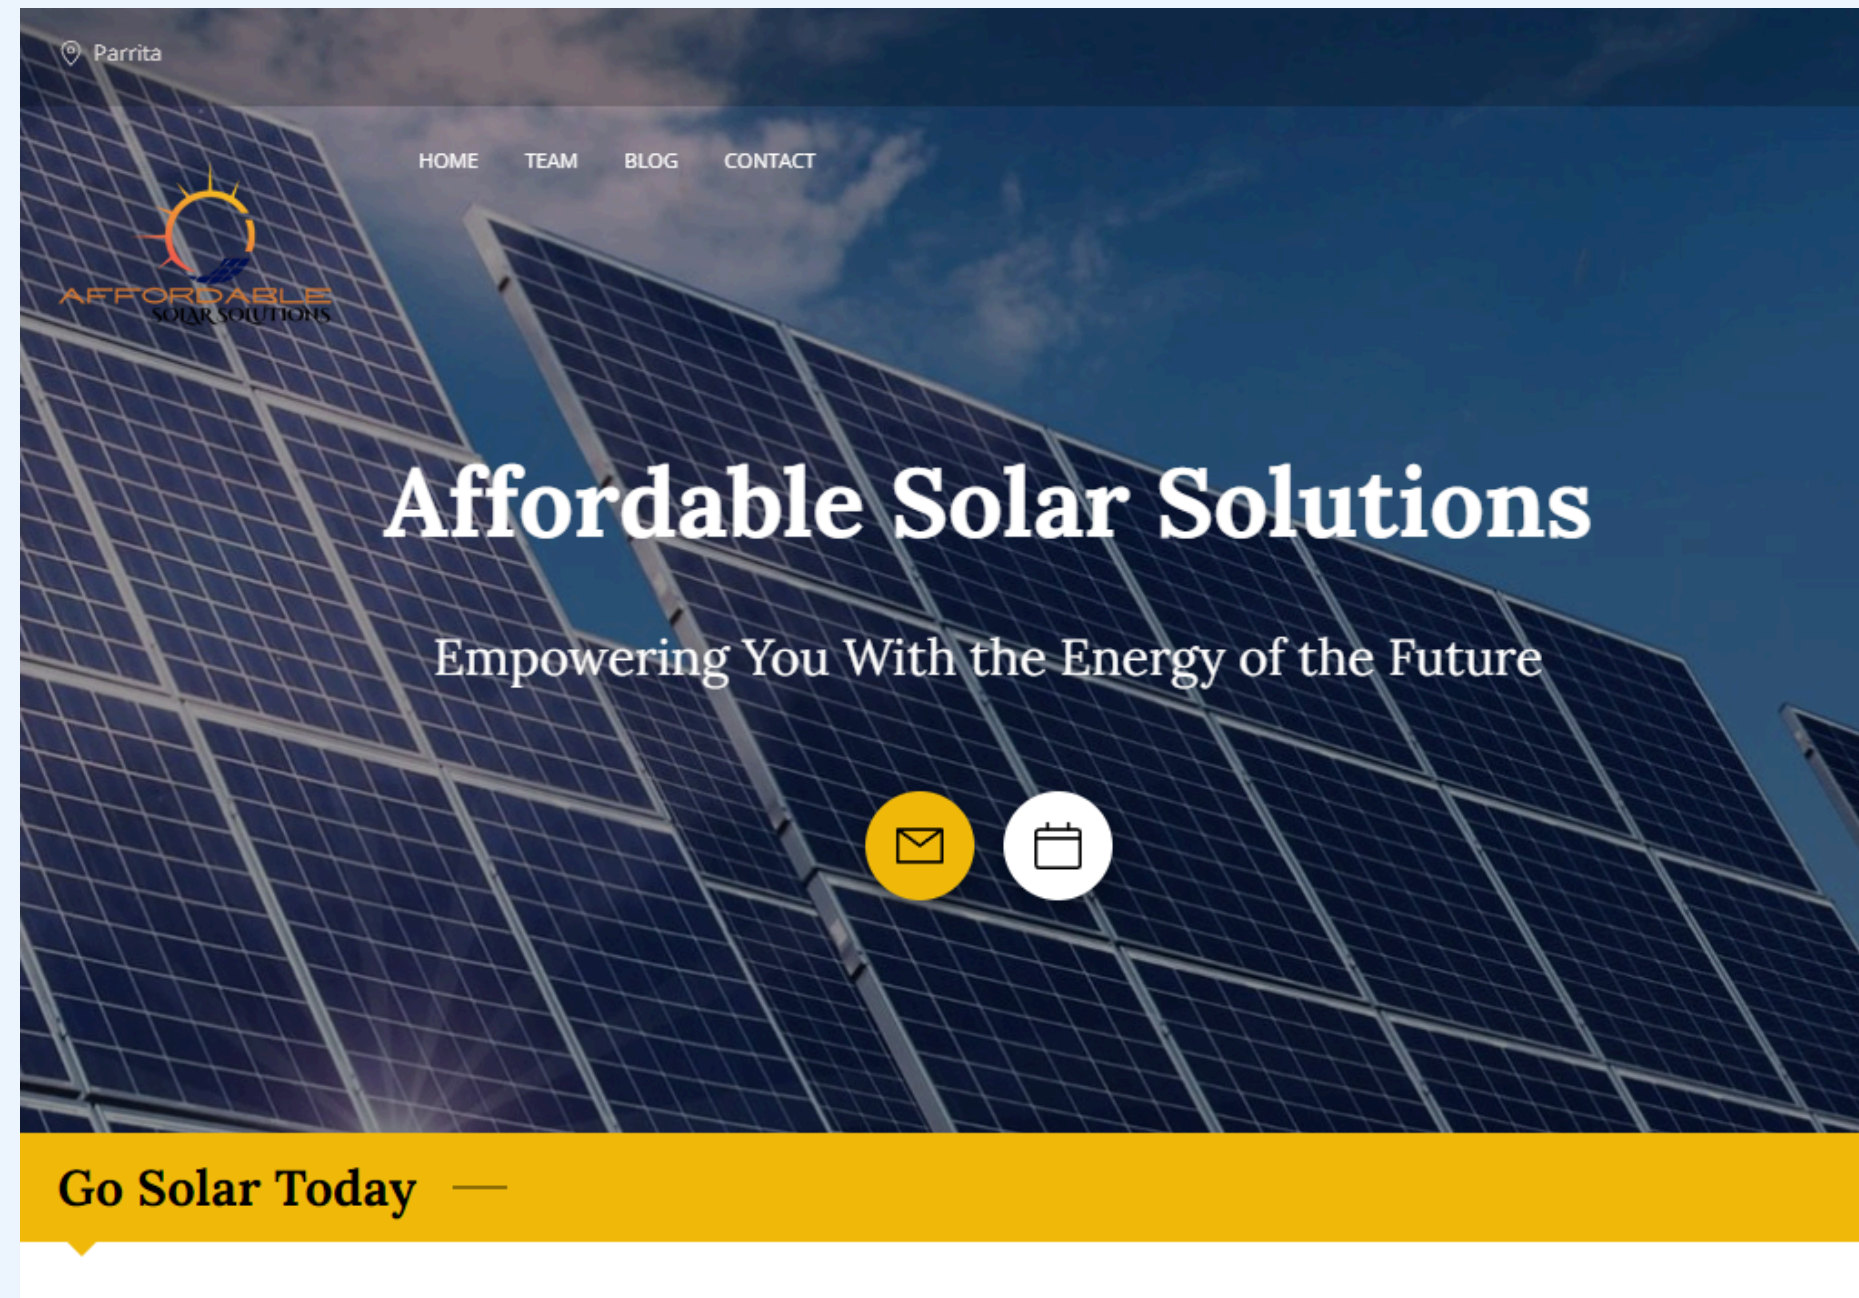 Parrita
HOME TEAM BLOG CONTACT
AFFORDABLE
SOLAR SOLUTIONS
Affordable Solar Solutions
Empowering You With the Energy of the Future
Go Solar Today